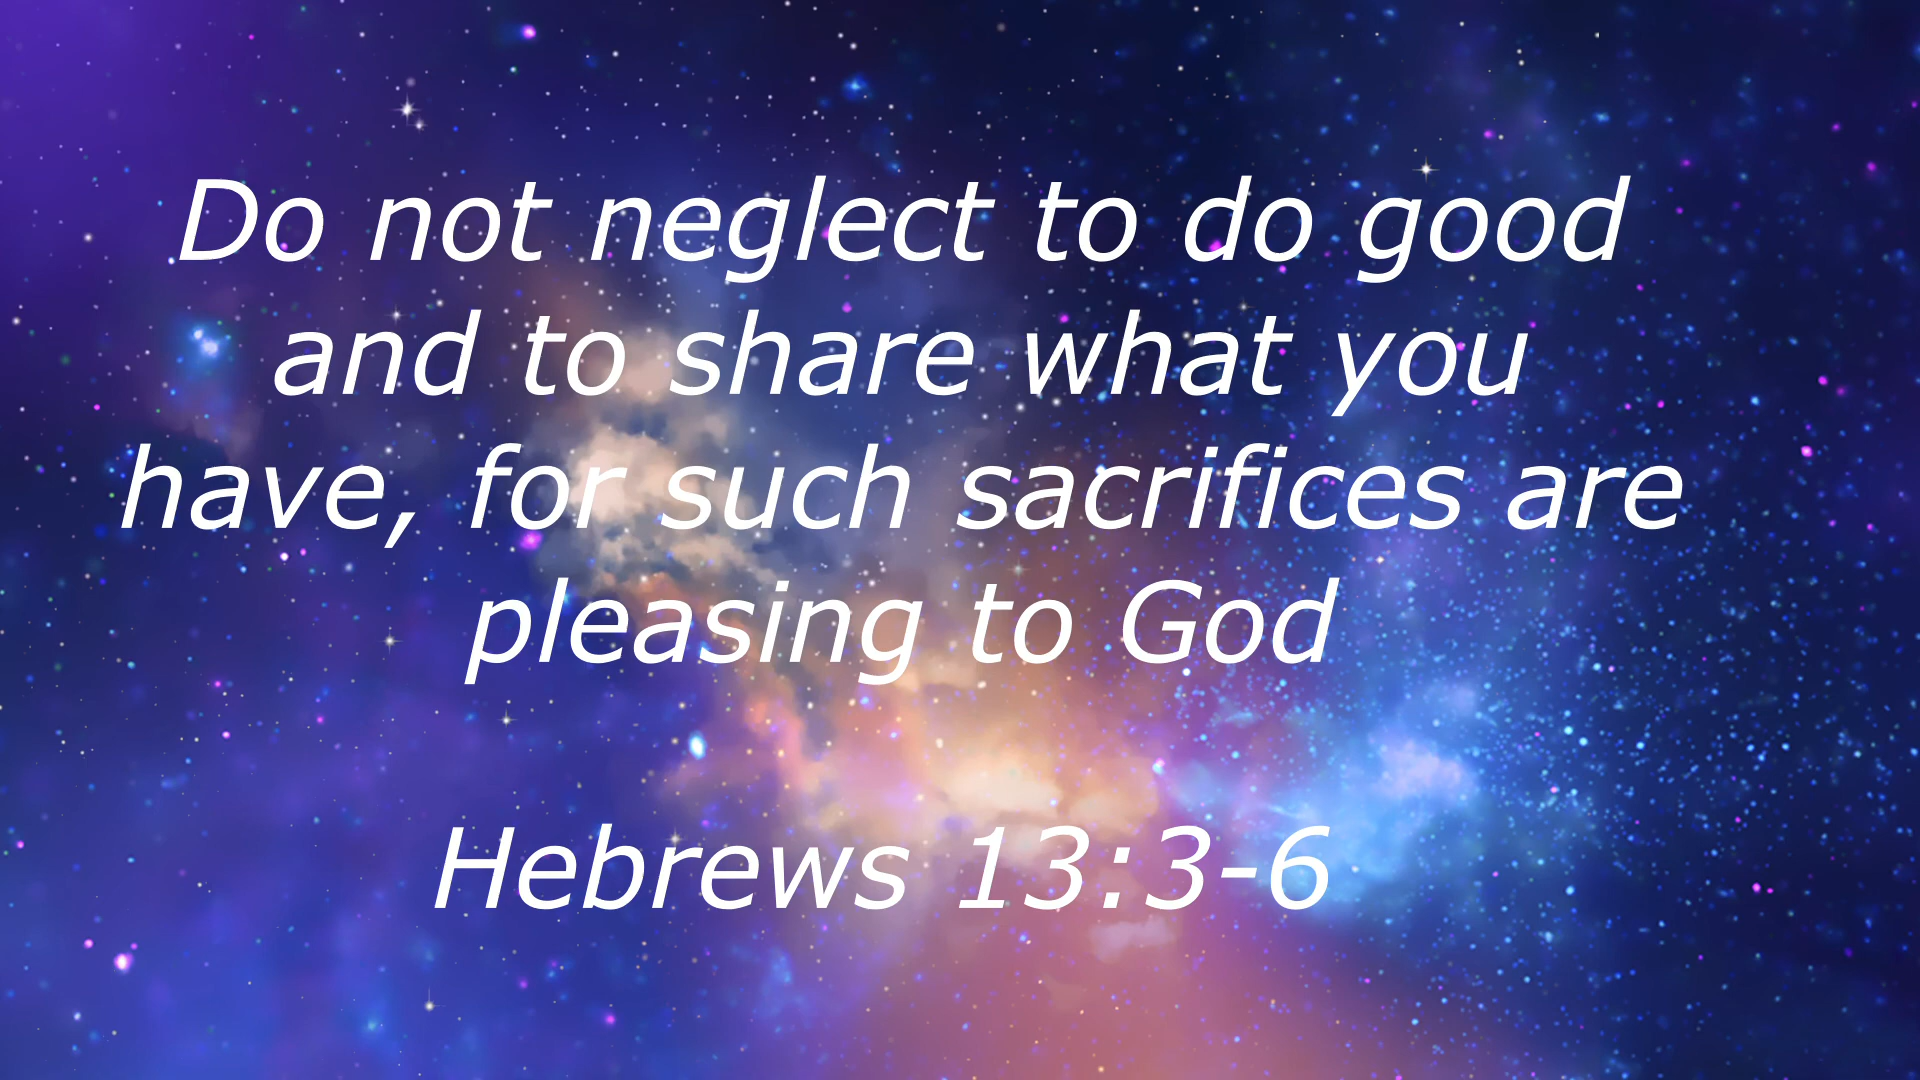 Do not neglect to do good
and to share what you
have, for such sacrifices are
pleasing to God
Hebrews 13:3-6